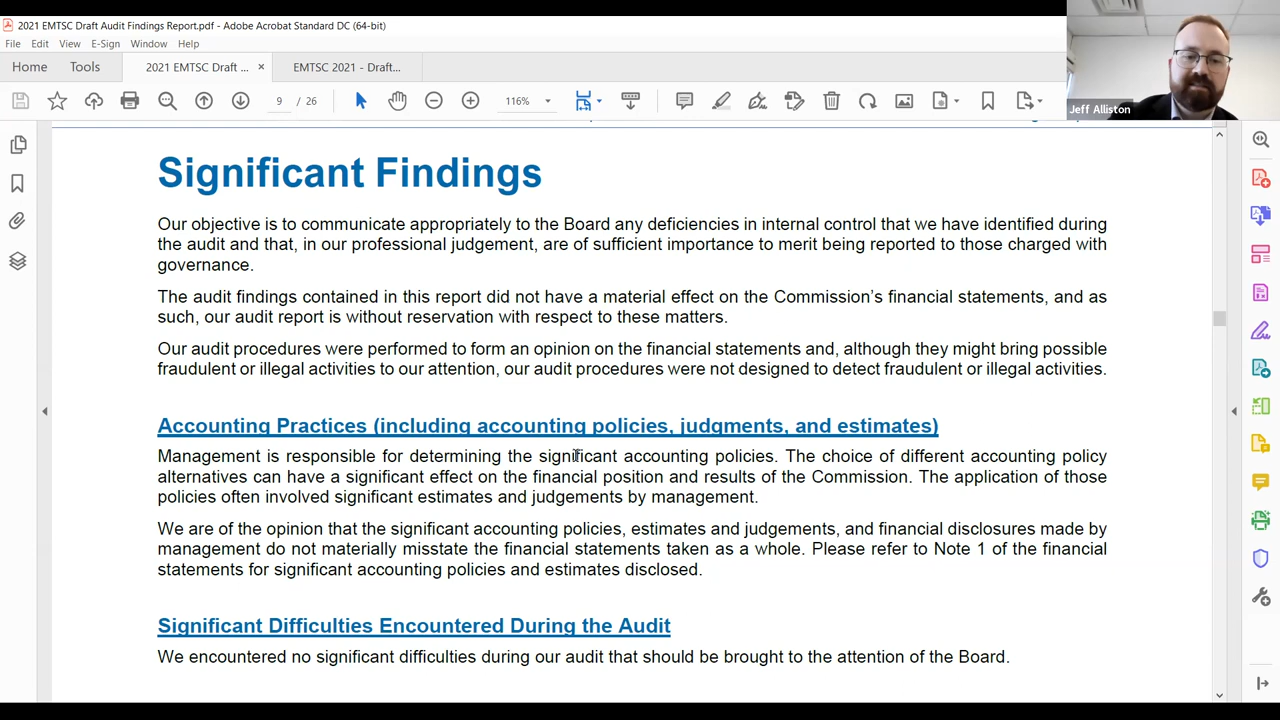 2021 EMTSC Draft Audit Findings Report.pdf - Adobe Acrobat Standard DC (64-bit)
File Edit View E-Sign Window Help
Home Tools 2021 EMTSC Draft ... × EMTSC 2021 - Draft...
9 / 26 116%
Jeff Alliston
Significant Findings
Our objective is to communicate appropriately to the Board any deficiencies in internal control that we have identified during
the audit and that, in our professional judgement, are of sufficient importance to merit being reported to those charged with
governance.
The audit findings contained in this report did not have a material effect on the Commission's financial statements, and as
such, our audit report is without reservation with respect to these matters.
Our audit procedures were performed to form an opinion on the financial statements and, although they might bring possible
fraudulent or illegal activities to our attention, our audit procedures were not designed to detect fraudulent or illegal activities.
Accounting Practices (including accounting policies, judgments, and estimates)
Management is responsible for determining the significant accounting policies. The choice of different accounting policy
alternatives can have a significant effect on the financial position and results of the Commission. The application of those
policies often involved significant estimates and judgements by management.
We are of the opinion that the significant accounting policies, estimates and judgements, and financial disclosures made by
management do not materially misstate the financial statements taken as a whole. Please refer to Note 1 of the financial
statements for significant accounting policies and estimates disclosed.
Significant Difficulties Encountered During the Audit
We encountered no significant difficulties during our audit that should be brought to the attention of the Board.